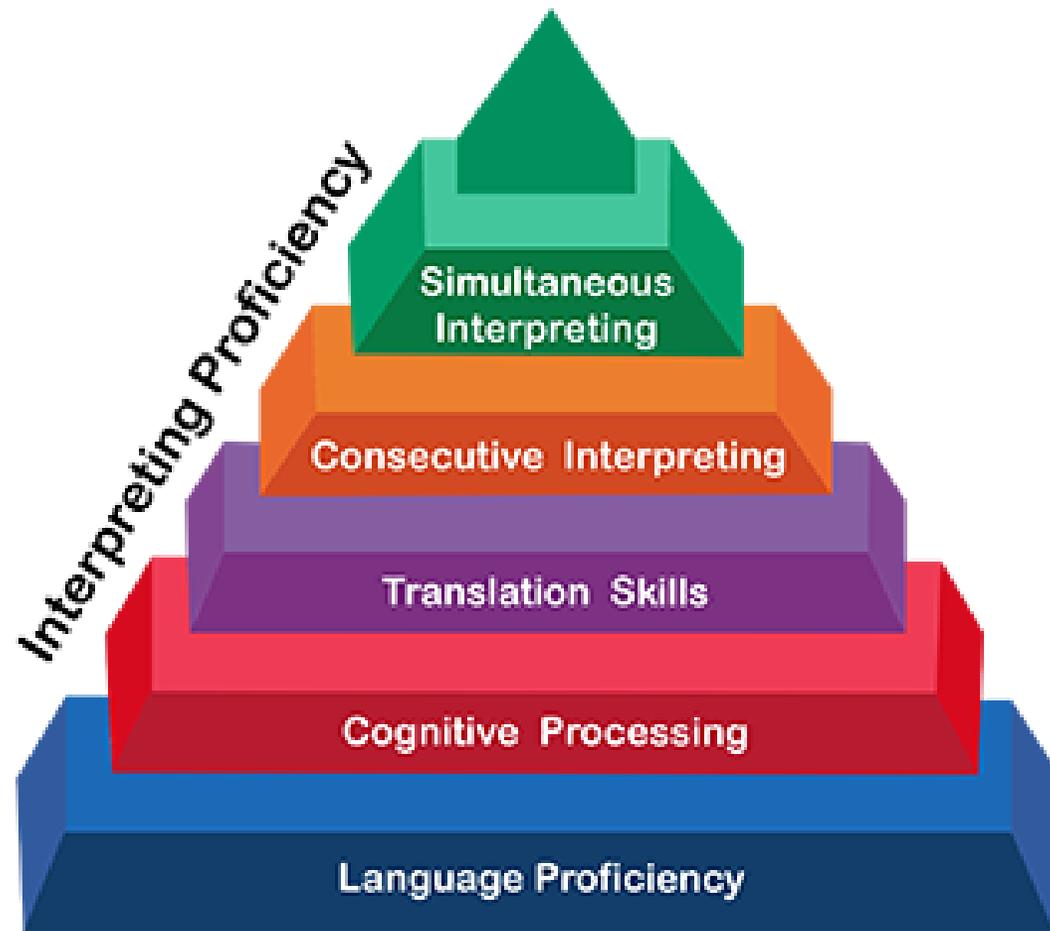 Interpreting Proficiency
Simultaneous
Interpreting
Consecutive Interpreting
Translation Skills
Cognitive Processing
Language Proficiency